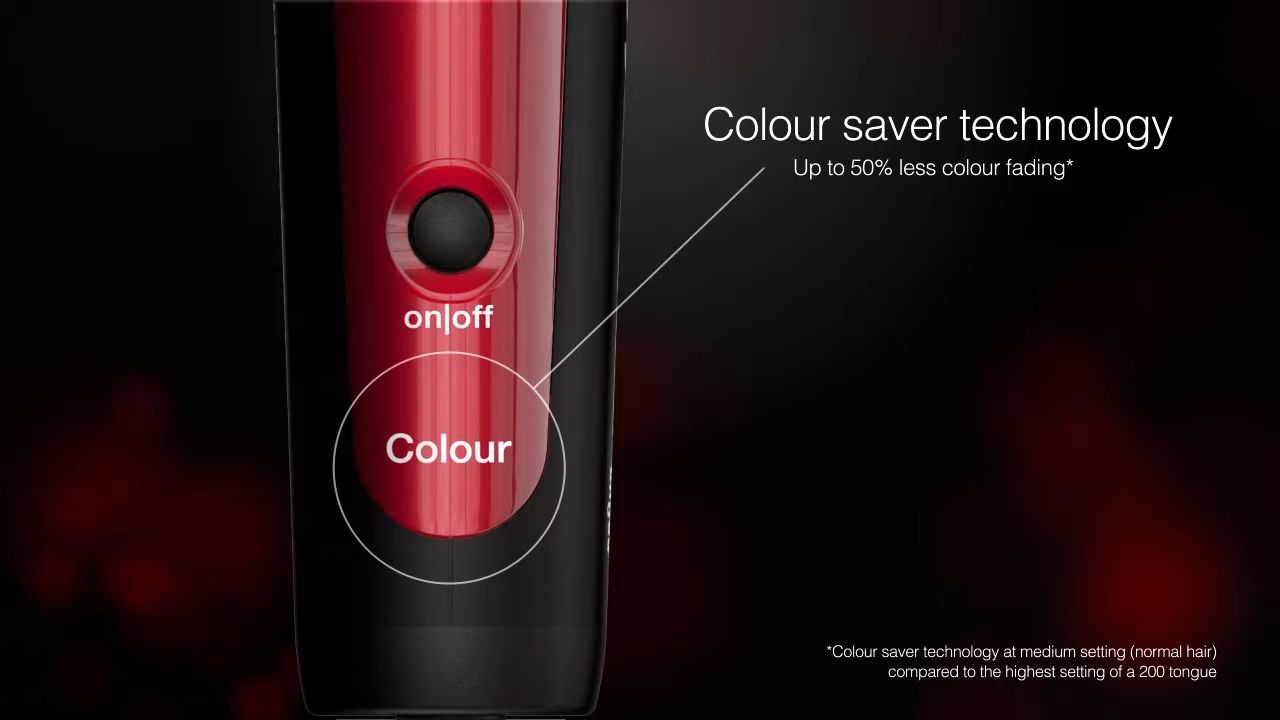 Colour saver technology
Up to 50% less colour fading*
on|off
Colour
*Colour saver technology at medium setting (normal hair)
compared to the highest setting of a 200 tongue